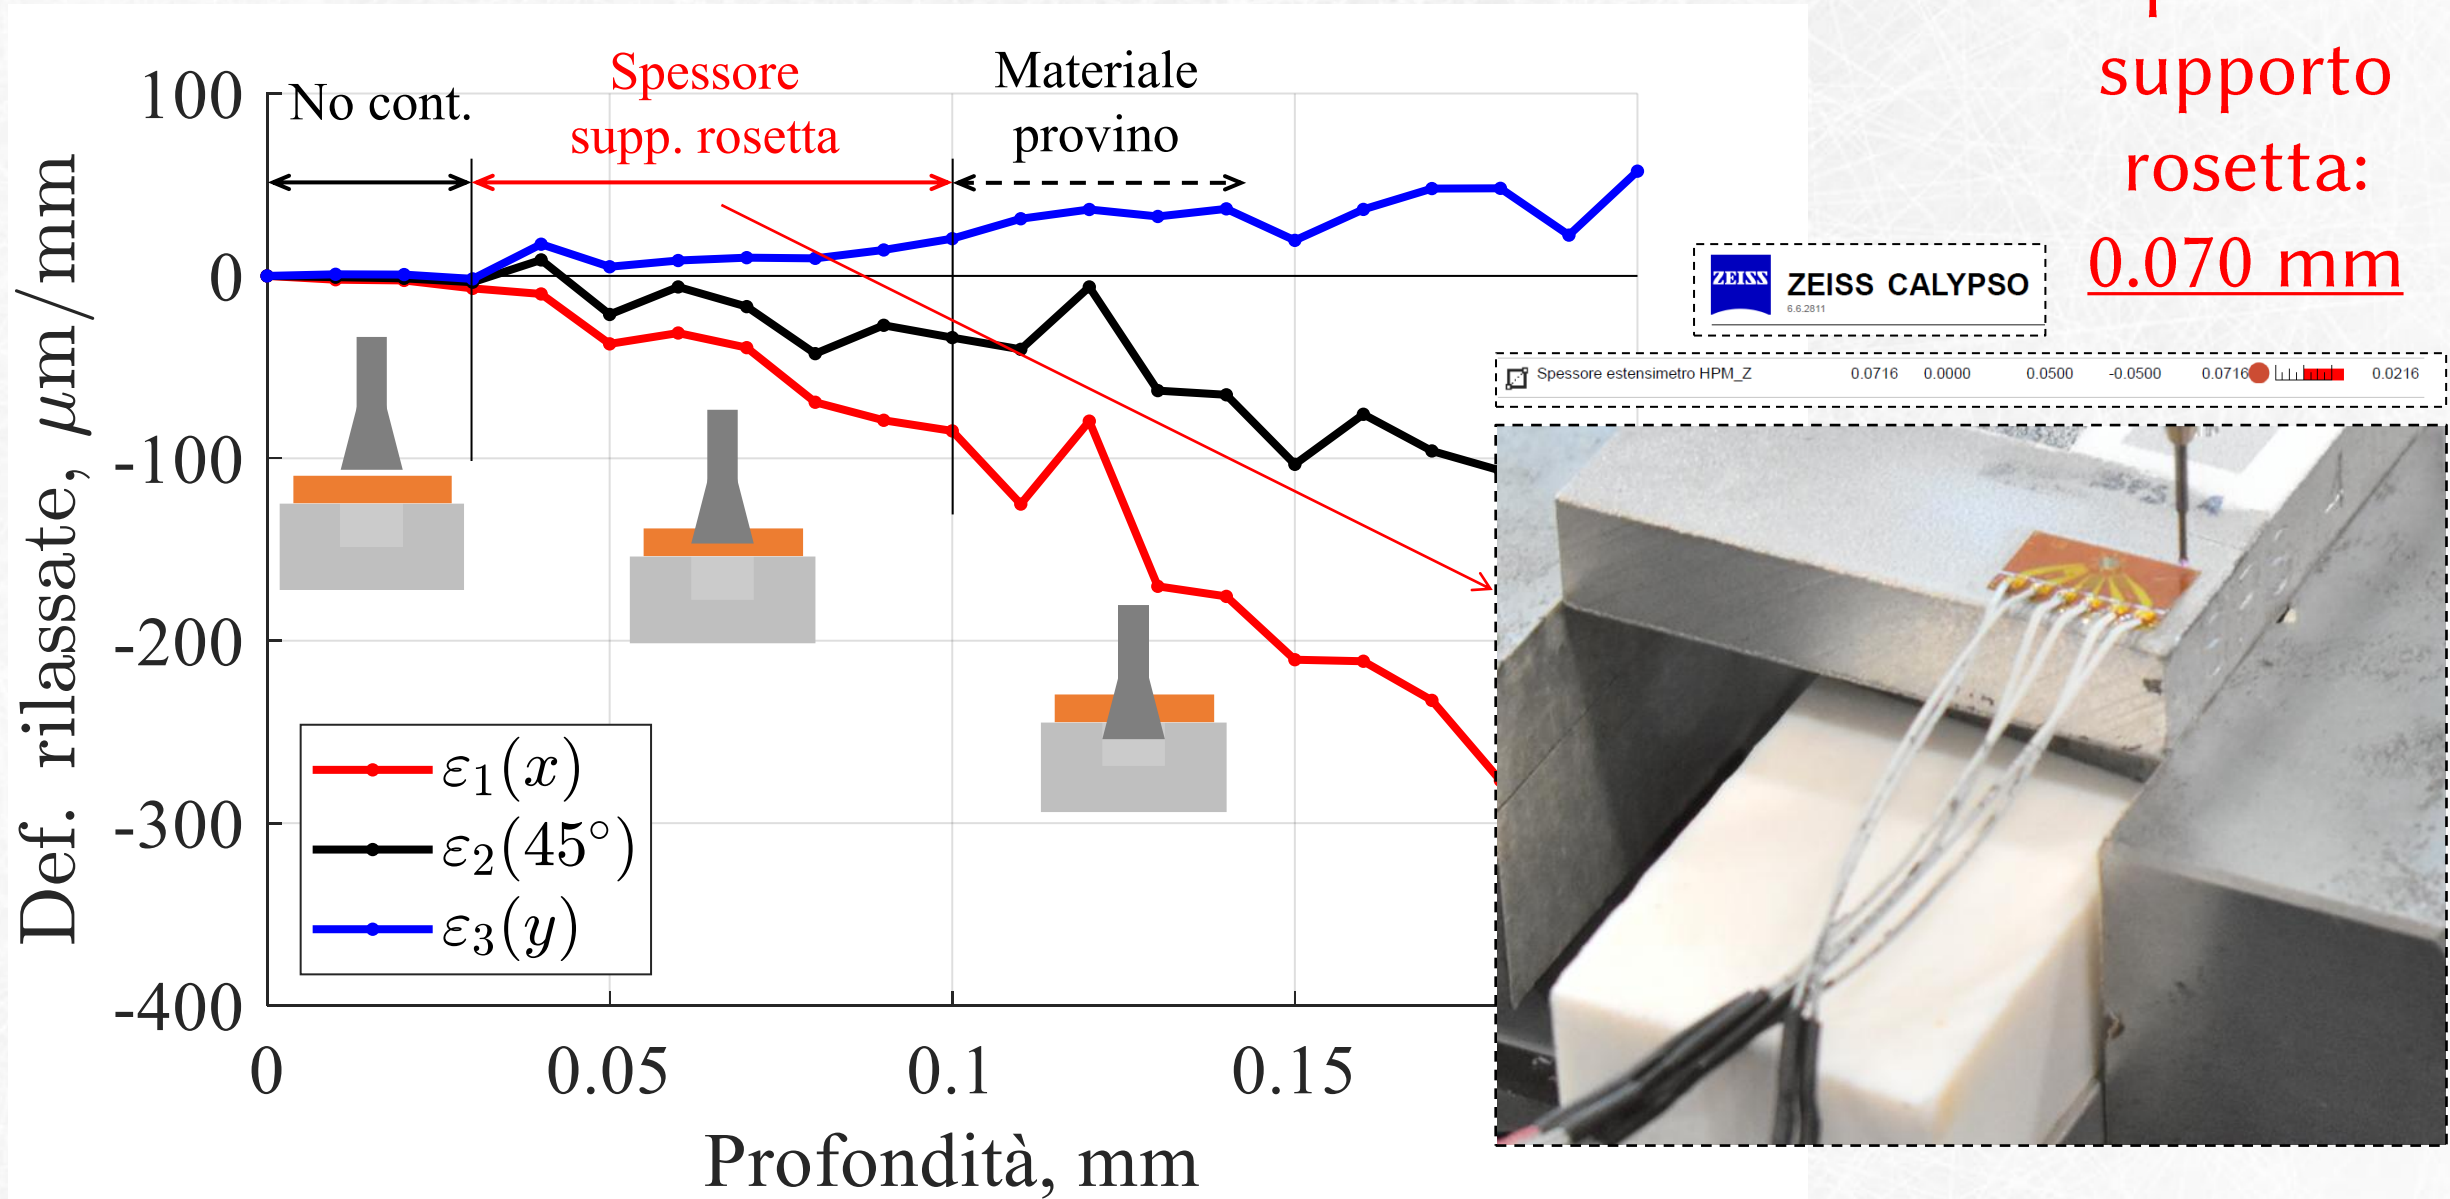 supporto
rosetta:
0.070 mm
No cont.
Spessore
supp. rosetta
Materiale
provino
100
0
-100
-200
-300
-400
Def. rilassate, μm/mm
ε1(x)
ε2(45°)
ε3(y)
0 0.05 0.1 0.15
Profondità, mm
ZEISS
ZEISS CALYPSO
6.6.2811
Spessore estensimetro HPM_Z 0.0716 0.0000 0.0500 -0.0500 0.0716 0.0216